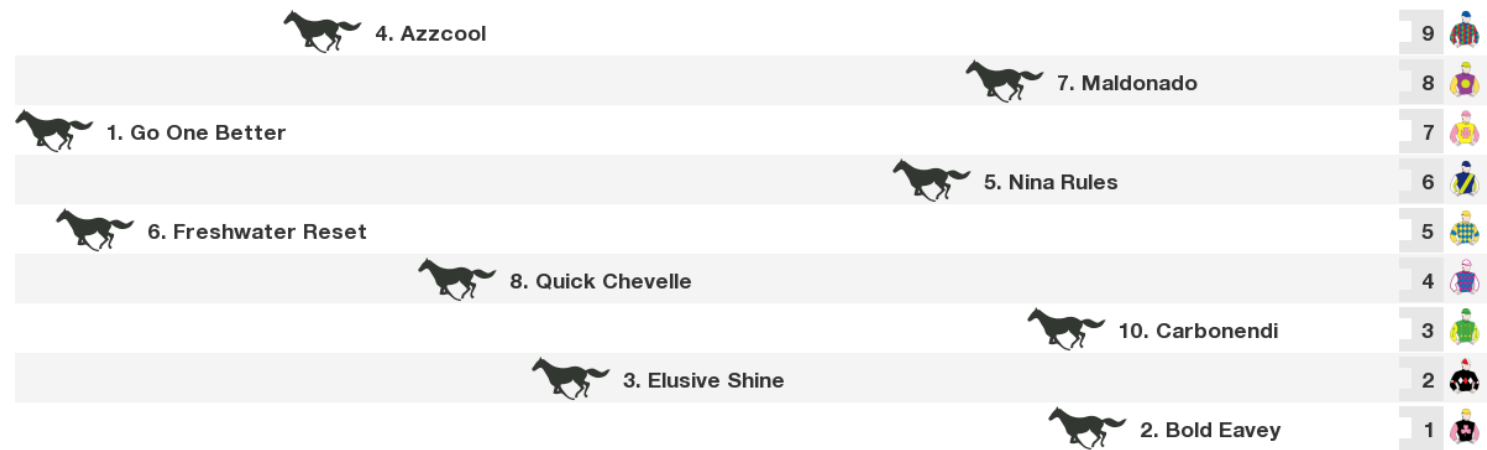 4. Azzcool 9
7. Maldonado 8
1. Go One Better 7
5. Nina Rules 6
6. Freshwater Reset 5
8. Quick Chevelle 4
10. Carbonendi 3
3. Elusive Shine 2
2. Bold Eavey 1